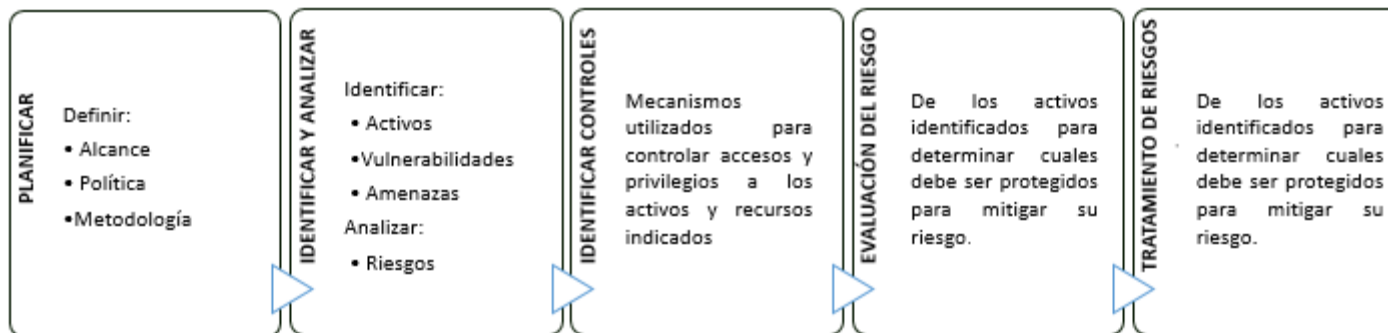 PLANIFICAR
Definir:
• Alcance
• Política
•Metodología
IDENTIFICAR Y ANALIZAR
Identificar:
• Activos
•Vulnerabilidades
• Amenazas
Analizar:
• Riesgos
IDENTIFICAR CONTROLES
Mecanismos
utilizados para
controlar accesos y
privilegios a los
activos y recursos
indicados
EVALUACIÓN DEL RIESGO
De los activos
identificados para
determinar cuales
debe ser protegidos
para mitigar su
riesgo.
TRATAMIENTO DE RIESGOS
De los activos
identificados para
determinar cuales
debe ser protegidos
para mitigar su
riesgo.